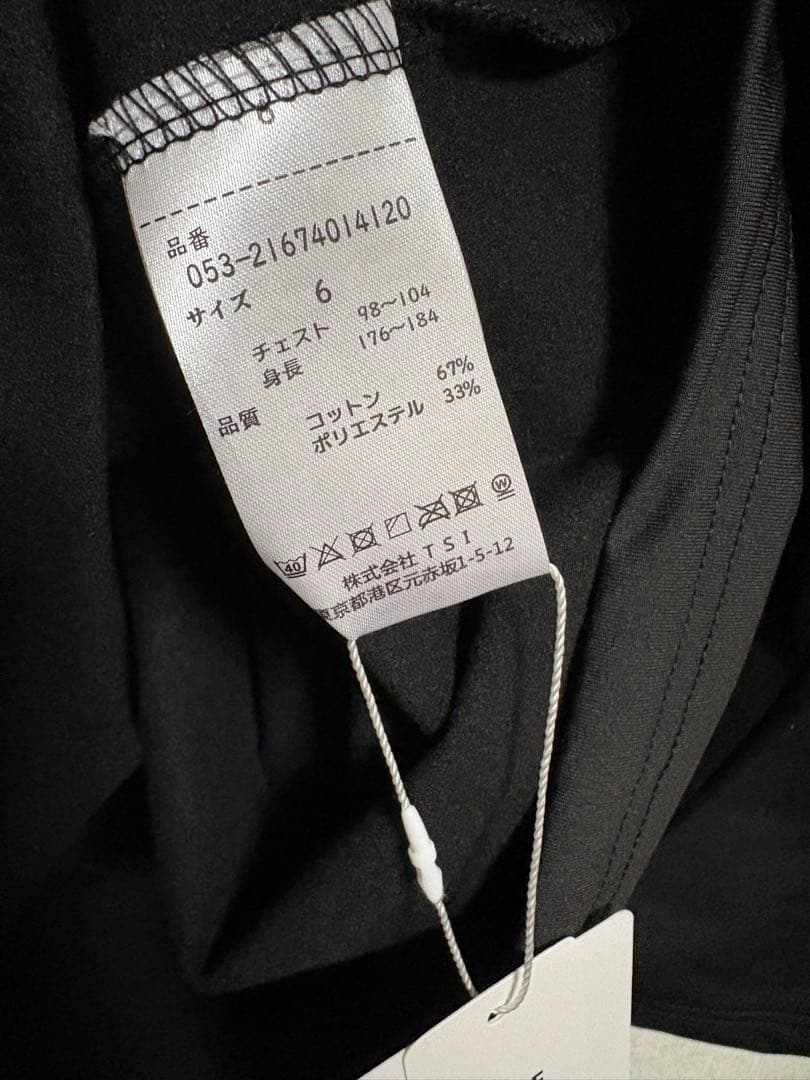 品番
053-21674014120
サイズ 6
チェスト 98〜104
身長 176〜184
品質 コットン 67%
ポリエステル 33%
40 W
株式会社TSI
東京都港区元赤坂1-5-12